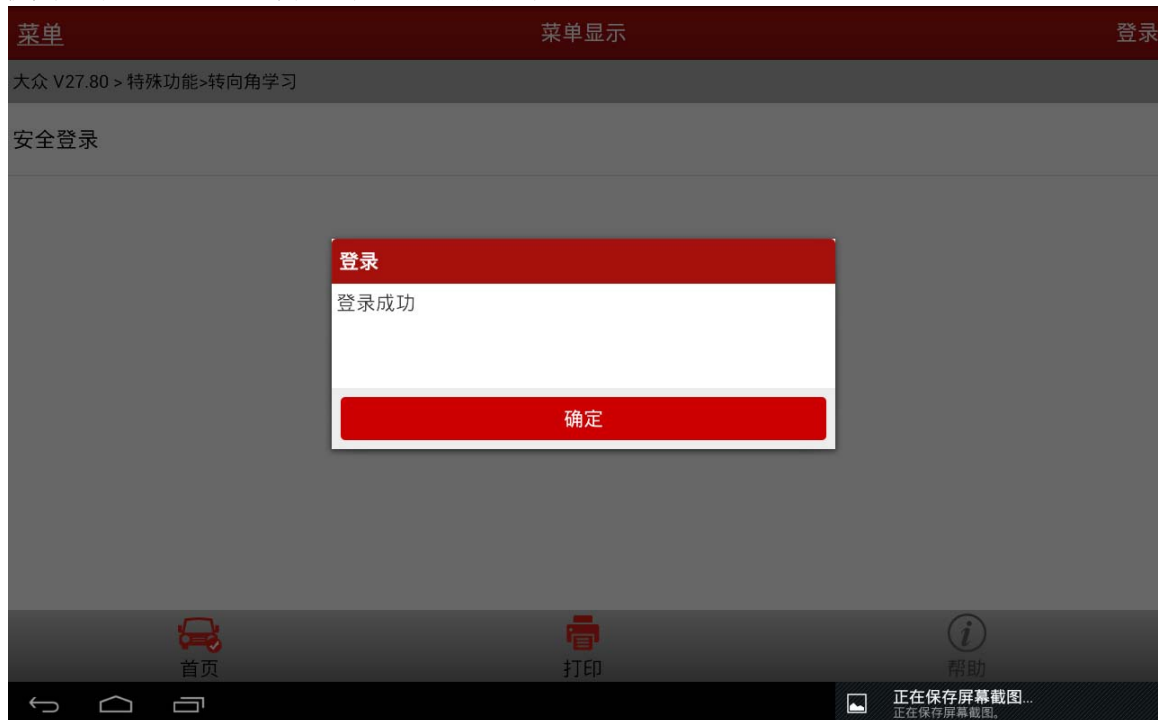 菜单
菜单显示
登录
大众 V27.80 > 特殊功能>转向角学习
安全登录
登录
登录成功
确定
首页
打印
帮助
正在保存屏幕截图...
正在保存屏幕截图。